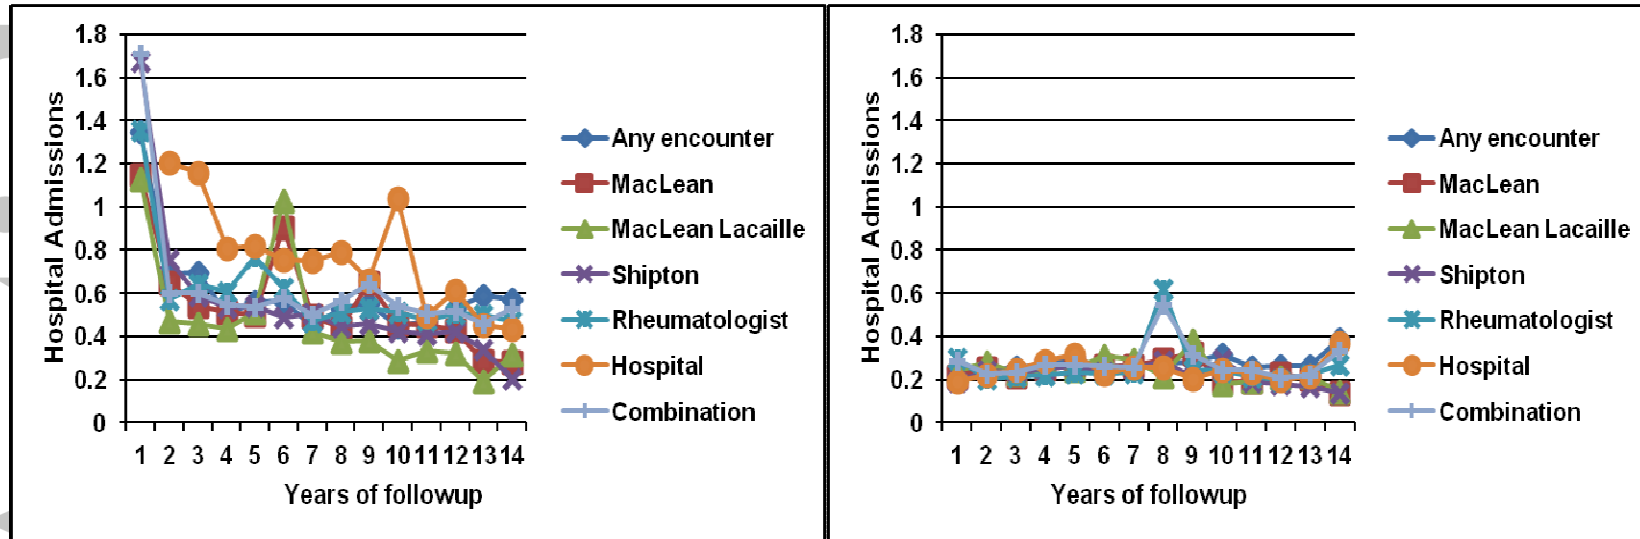 1.8
1.6
1.4
1.2
1
0.8
0.6
0.4
0.2
0
Hospital Admissions
1 2 3 4 5 6 7 8 9 10 11 12 13 14
Years of followup
Any encounter
MacLean
MacLean Lacaille
Shipton
Rheumatologist
Hospital
Combination
1.8
1.6
1.4
1.2
1
0.8
0.6
0.4
0.2
0
Hospital Admissions
1 2 3 4 5 6 7 8 9 10 11 12 13 14
Years of followup
Any encounter
MacLean
MacLean Lacaille
Shipton
Rheumatologist
Hospital
Combination